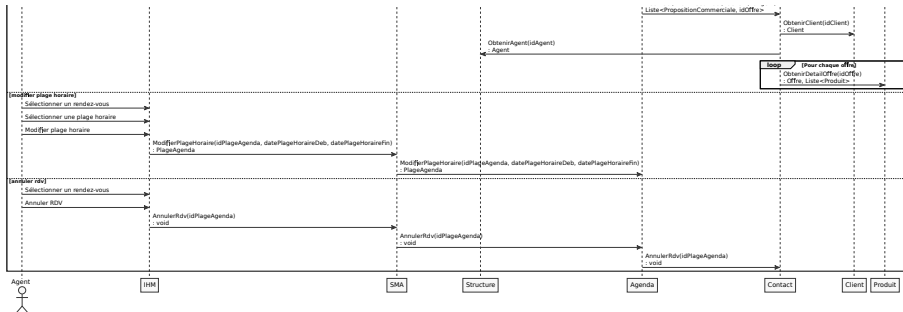 Liste<PropositionCommerciale, idOffre>
ObtenirClient(idClient)
: Client
ObtenirAgent(idAgent)
: Agent
loop [Pour chaque offre]
ObtenirDetailOffre(idOffre)
: Offre, Liste<Produit>
[modifier plage horaire]
Sélectionner un rendez-vous
Sélectionner une plage horaire
Modifier plage horaire
ModifierPlageHoraire(idPlageAgenda, datePlageHoraireDeb, datePlageHoraireFin)
: PlageAgenda
ModifierPlageHoraire(idPlageAgenda, datePlageHoraireDeb, datePlageHoraireFin)
: PlageAgenda
[annuler rdv]
Sélectionner un rendez-vous
Annuler RDV
AnnulerRdv(idPlageAgenda)
: void
AnnulerRdv(idPlageAgenda)
: void
AnnulerRdv(idPlageAgenda)
: void
Agent IHM SMA Structure Agenda Contact Client Produit